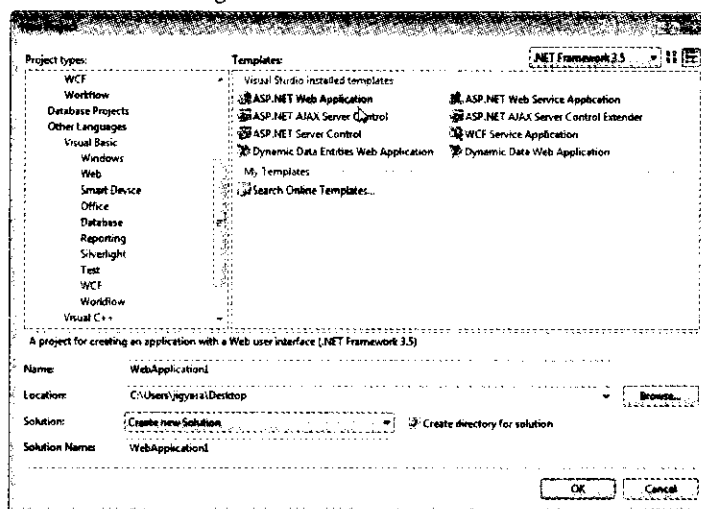 Project types:
Templates:
.NET Framework 3.5
WCF
Workflow
Database Projects
Other Languages
Visual Basic
Windows
Web
Smart Device
Office
Database
Reporting
Silverlight
Test
WCF
Workflow
Visual C++
Visual Studio installed templates
ASP.NET Web Application
ASP.NET Web Service Application
ASP.NET AJAX Server Control
ASP.NET AJAX Server Control Extender
ASP.NET Server Control
WCF Service Application
Dynamic Data Entities Web Application
Dynamic Data Web Application
My Templates
Search Online Templates...
A project for creating an application with a Web user interface (.NET Framework 3.5)
Name: WebApplication1
Location: C:\Users\jigyasa\Desktop
Browse...
Solution: Create new Solution
Create directory for solution
Solution Name: WebApplication1
OK
Cancel